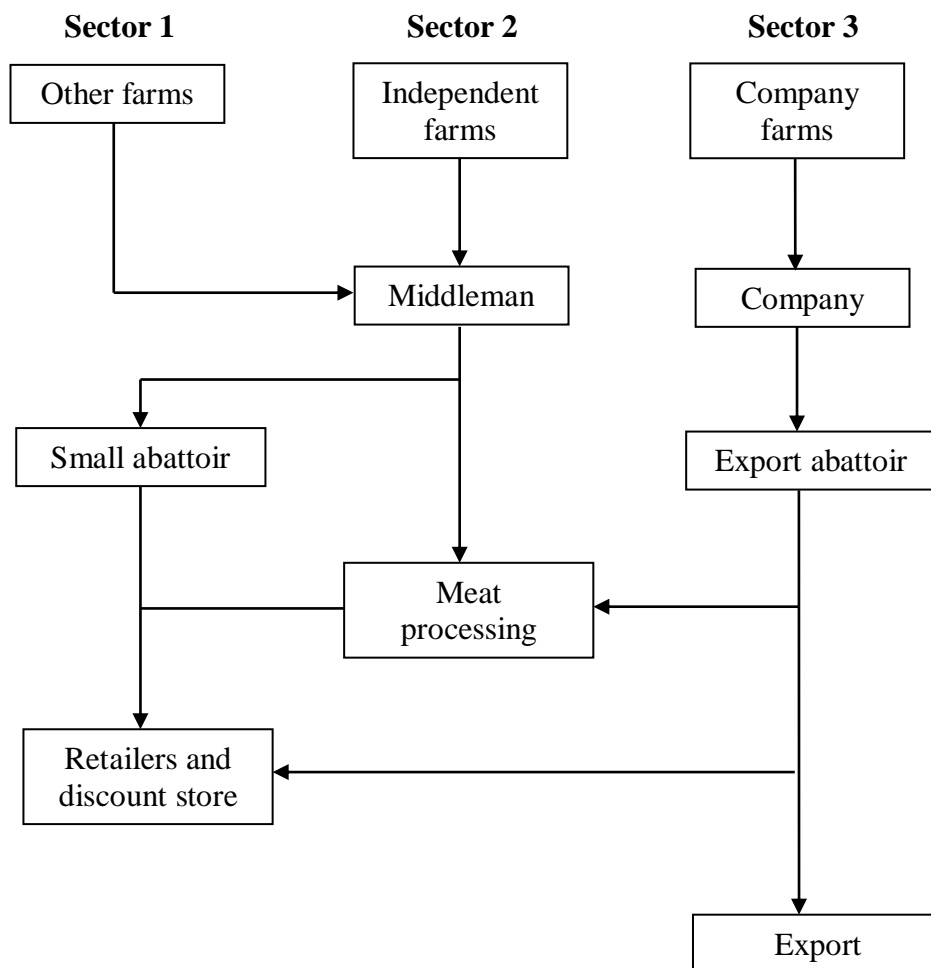 Sector 1
Sector 2
Sector 3
Other farms
Independent
farms
Company
farms
Middleman
Company
Small abattoir
Export abattoir
Meat
processing
Retailers and
discount store
Export